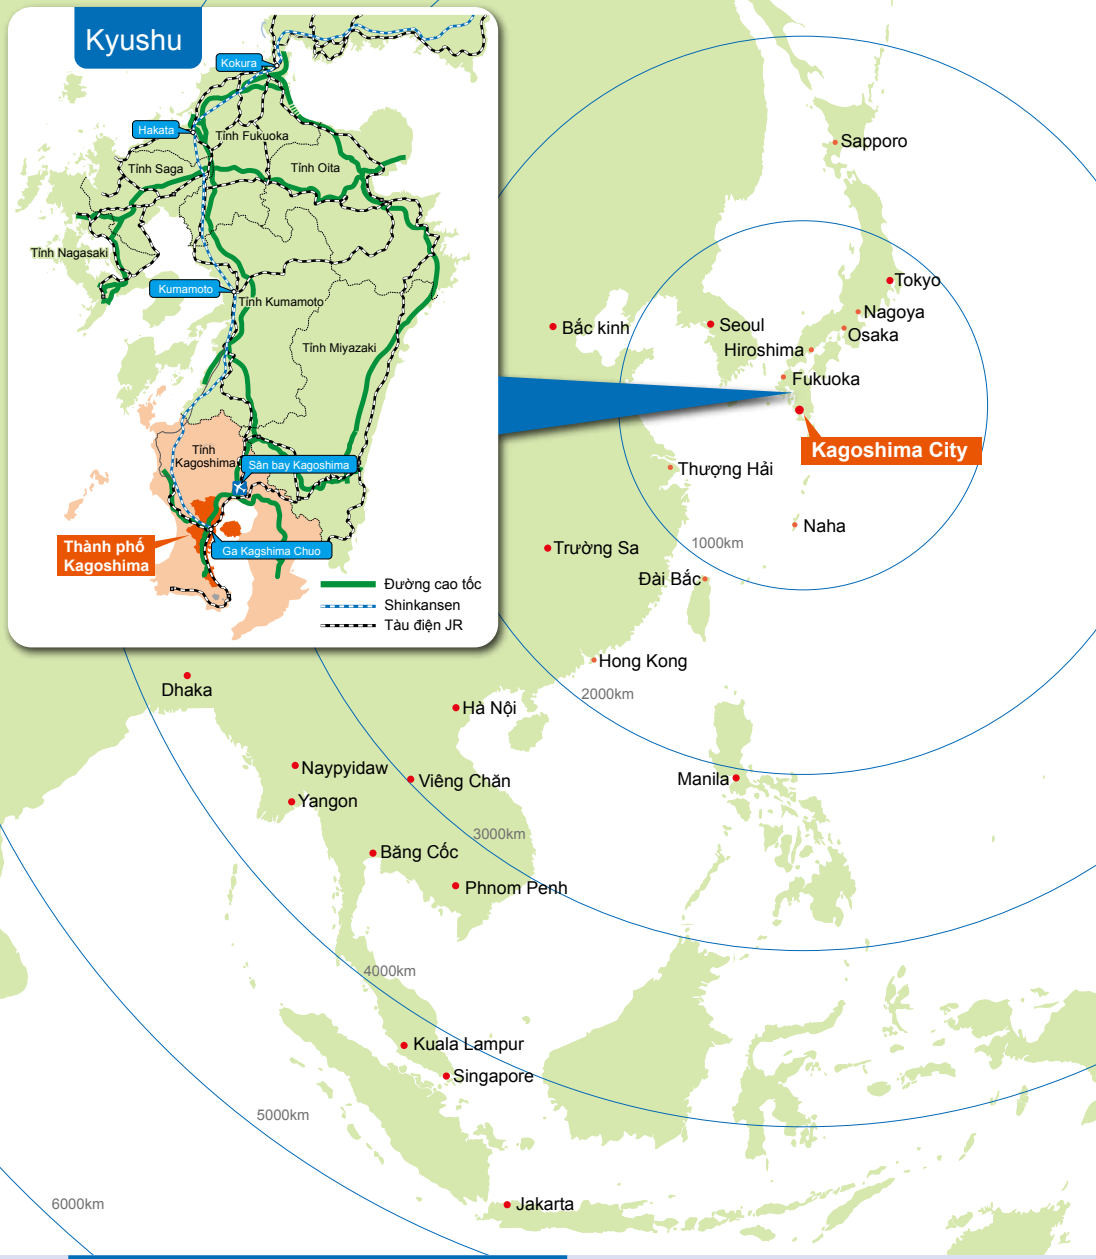 Kyushu
Kokura
Hakata
Tỉnh Fukuoka
Tỉnh Saga
Tỉnh Oita
Tỉnh Nagasaki
Kumamoto
Tỉnh Kumamoto
Tỉnh Miyazaki
Tỉnh
Kagoshima
Sân bay Kagoshima
Thành phố
Kagoshima
Ga Kagshima Chuo
Đường cao tốc
Shinkansen
Tàu điện JR
Sapporo
Tokyo
Nagoya
Osaka
Bắc kinh
Seoul
Hiroshima
Fukuoka
Kagoshima City
Thượng Hải
Naha
1000km
Trường Sa
Đài Bắc
Hong Kong
2000km
Dhaka
Hà Nội
Naypyidaw
Viêng Chăn
Manila
Yangon
3000km
Băng Cốc
Phnom Penh
4000km
Kuala Lampur
Singapore
5000km
6000km
Jakarta